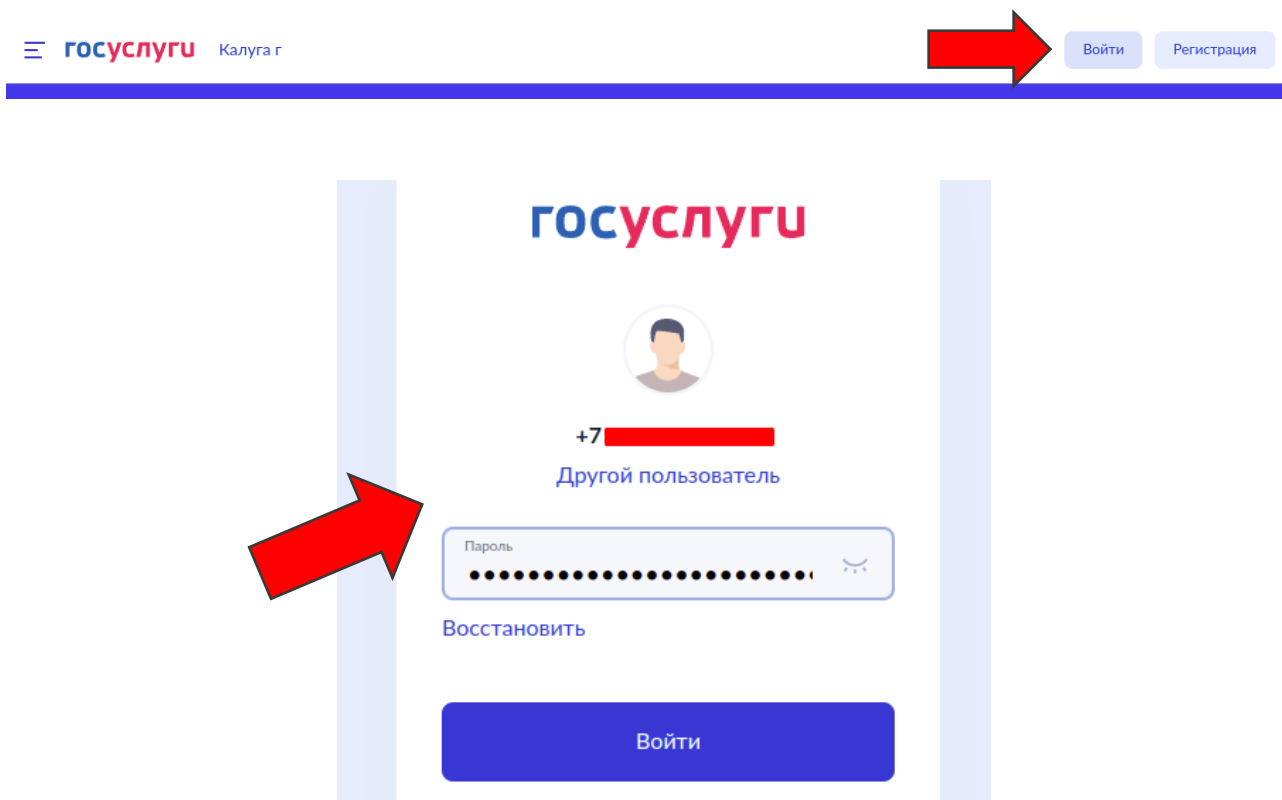 госуслуги Калуга г Войти Регистрация
госуслуги
+7
Другой пользователь
Пароль
Восстановить
Войти